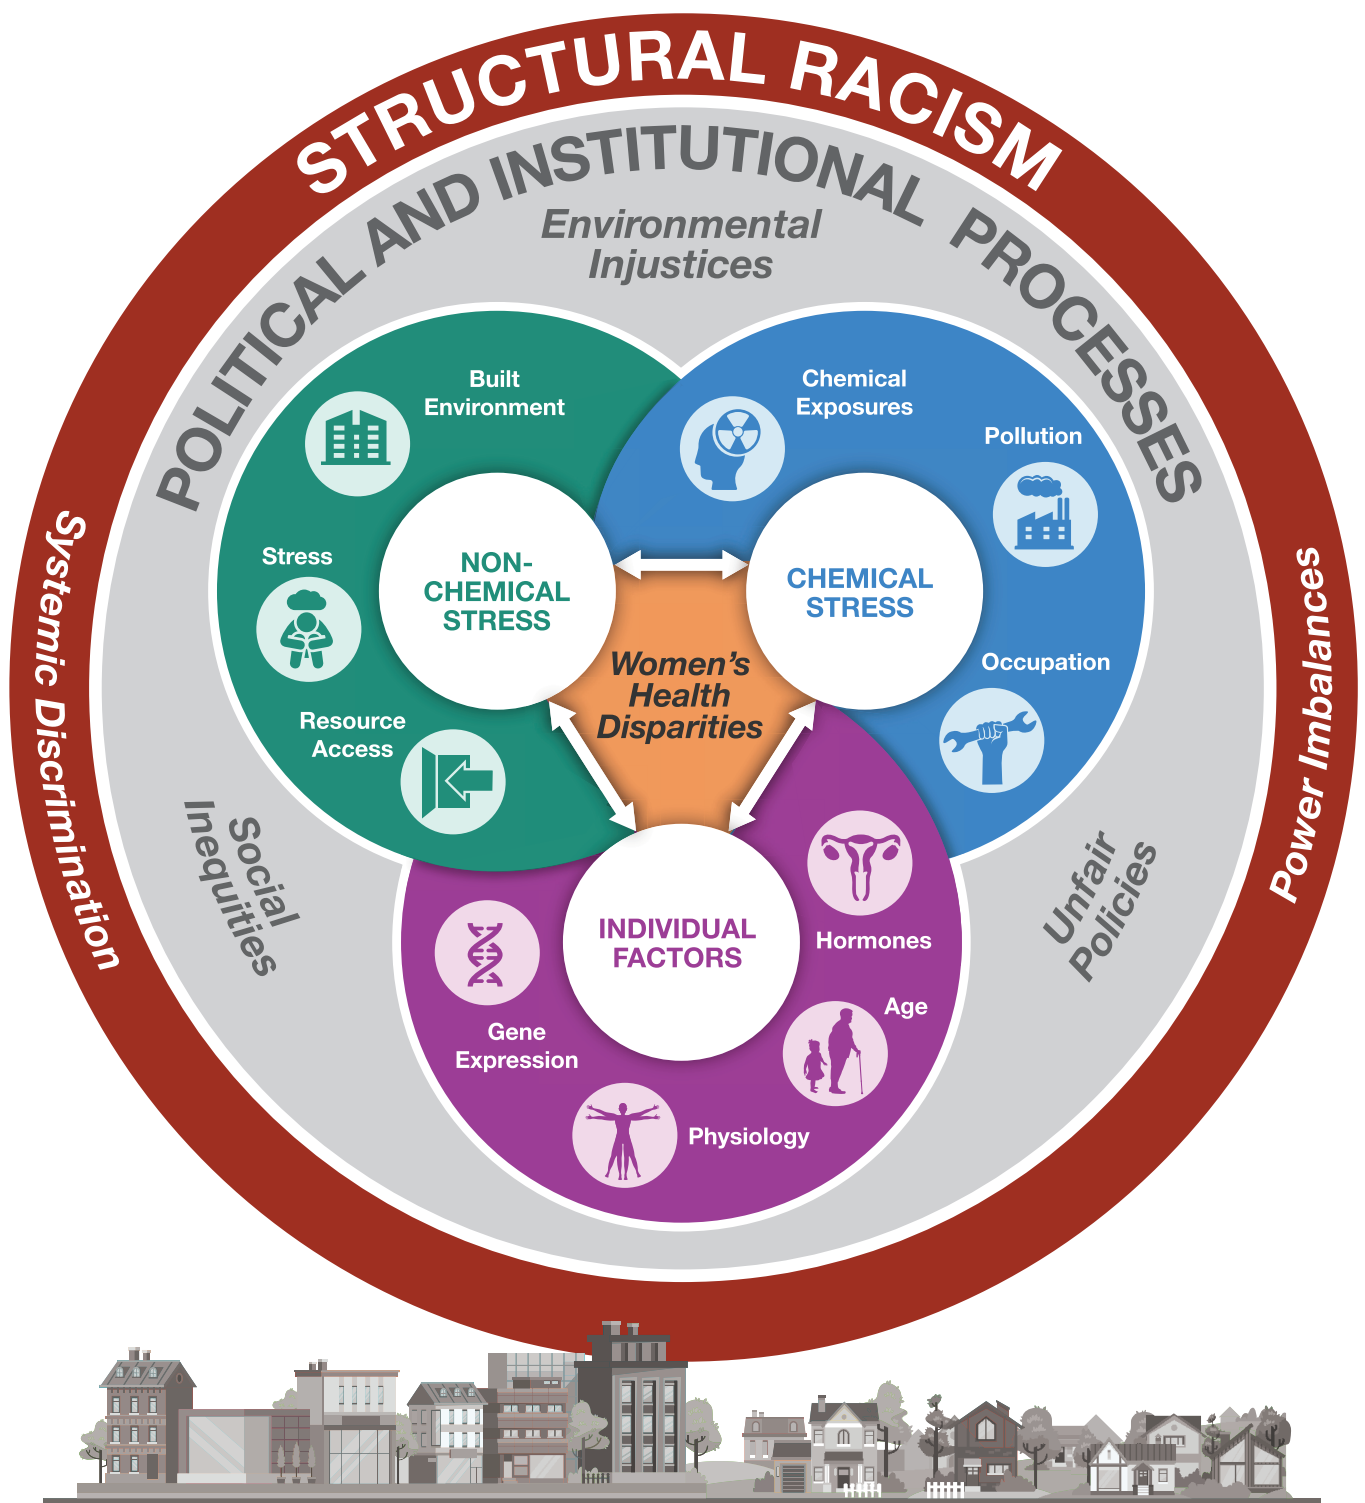 STRUCTURAL RACISM
POLITICAL AND INSTITUTIONAL PROCESSES
Environmental
Injustices
Built
Environment
Stress
Resource
Access
NON-
CHEMICAL
STRESS
Chemical
Exposures
Pollution
Occupation
CHEMICAL
STRESS
Women's
Health
Disparities
INDIVIDUAL
FACTORS
Hormones
Age
Physiology
Gene
Expression
Social
Inequities
Unfair
Policies
Systemic Discrimination
Power Imbalances